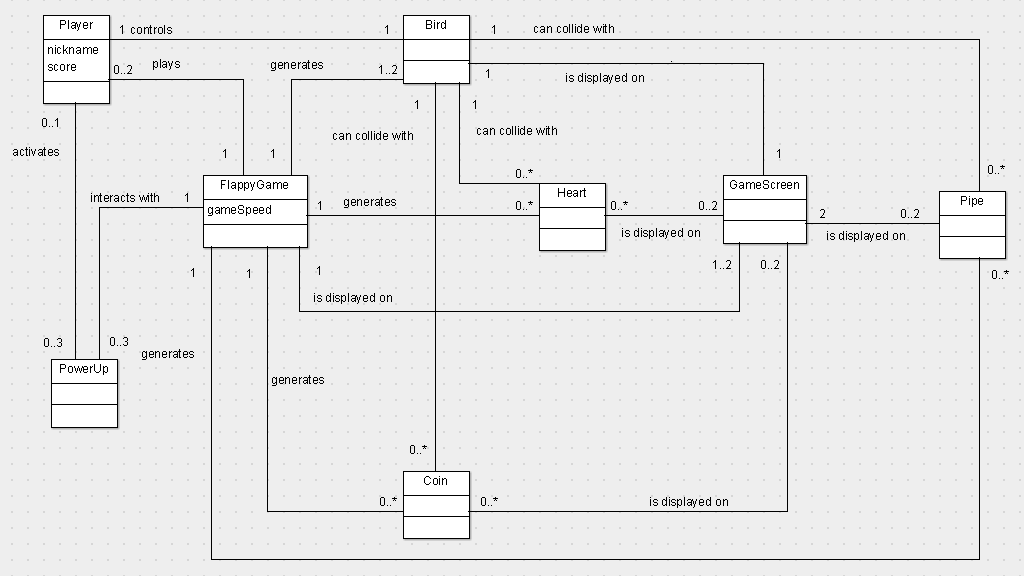 Player
Bird
1 controls
1
1
can collide with
nickname
score
0..2
plays
generates
1..2
1
is displayed on
1
1
0..1
can collide with
can collide with
activates
1
1
1
0..*
0..*
FlappyGame
Heart
GameScreen
Pipe
interacts with
1
gameSpeed
1
generates
0..*
0..*
0..2
2
0..2
is displayed on
is displayed on
1
1
1
1..2
0..2
0..*
is displayed on
0..3
0..3
generates
PowerUp
generates
0..*
Coin
0..*
0..*
is displayed on